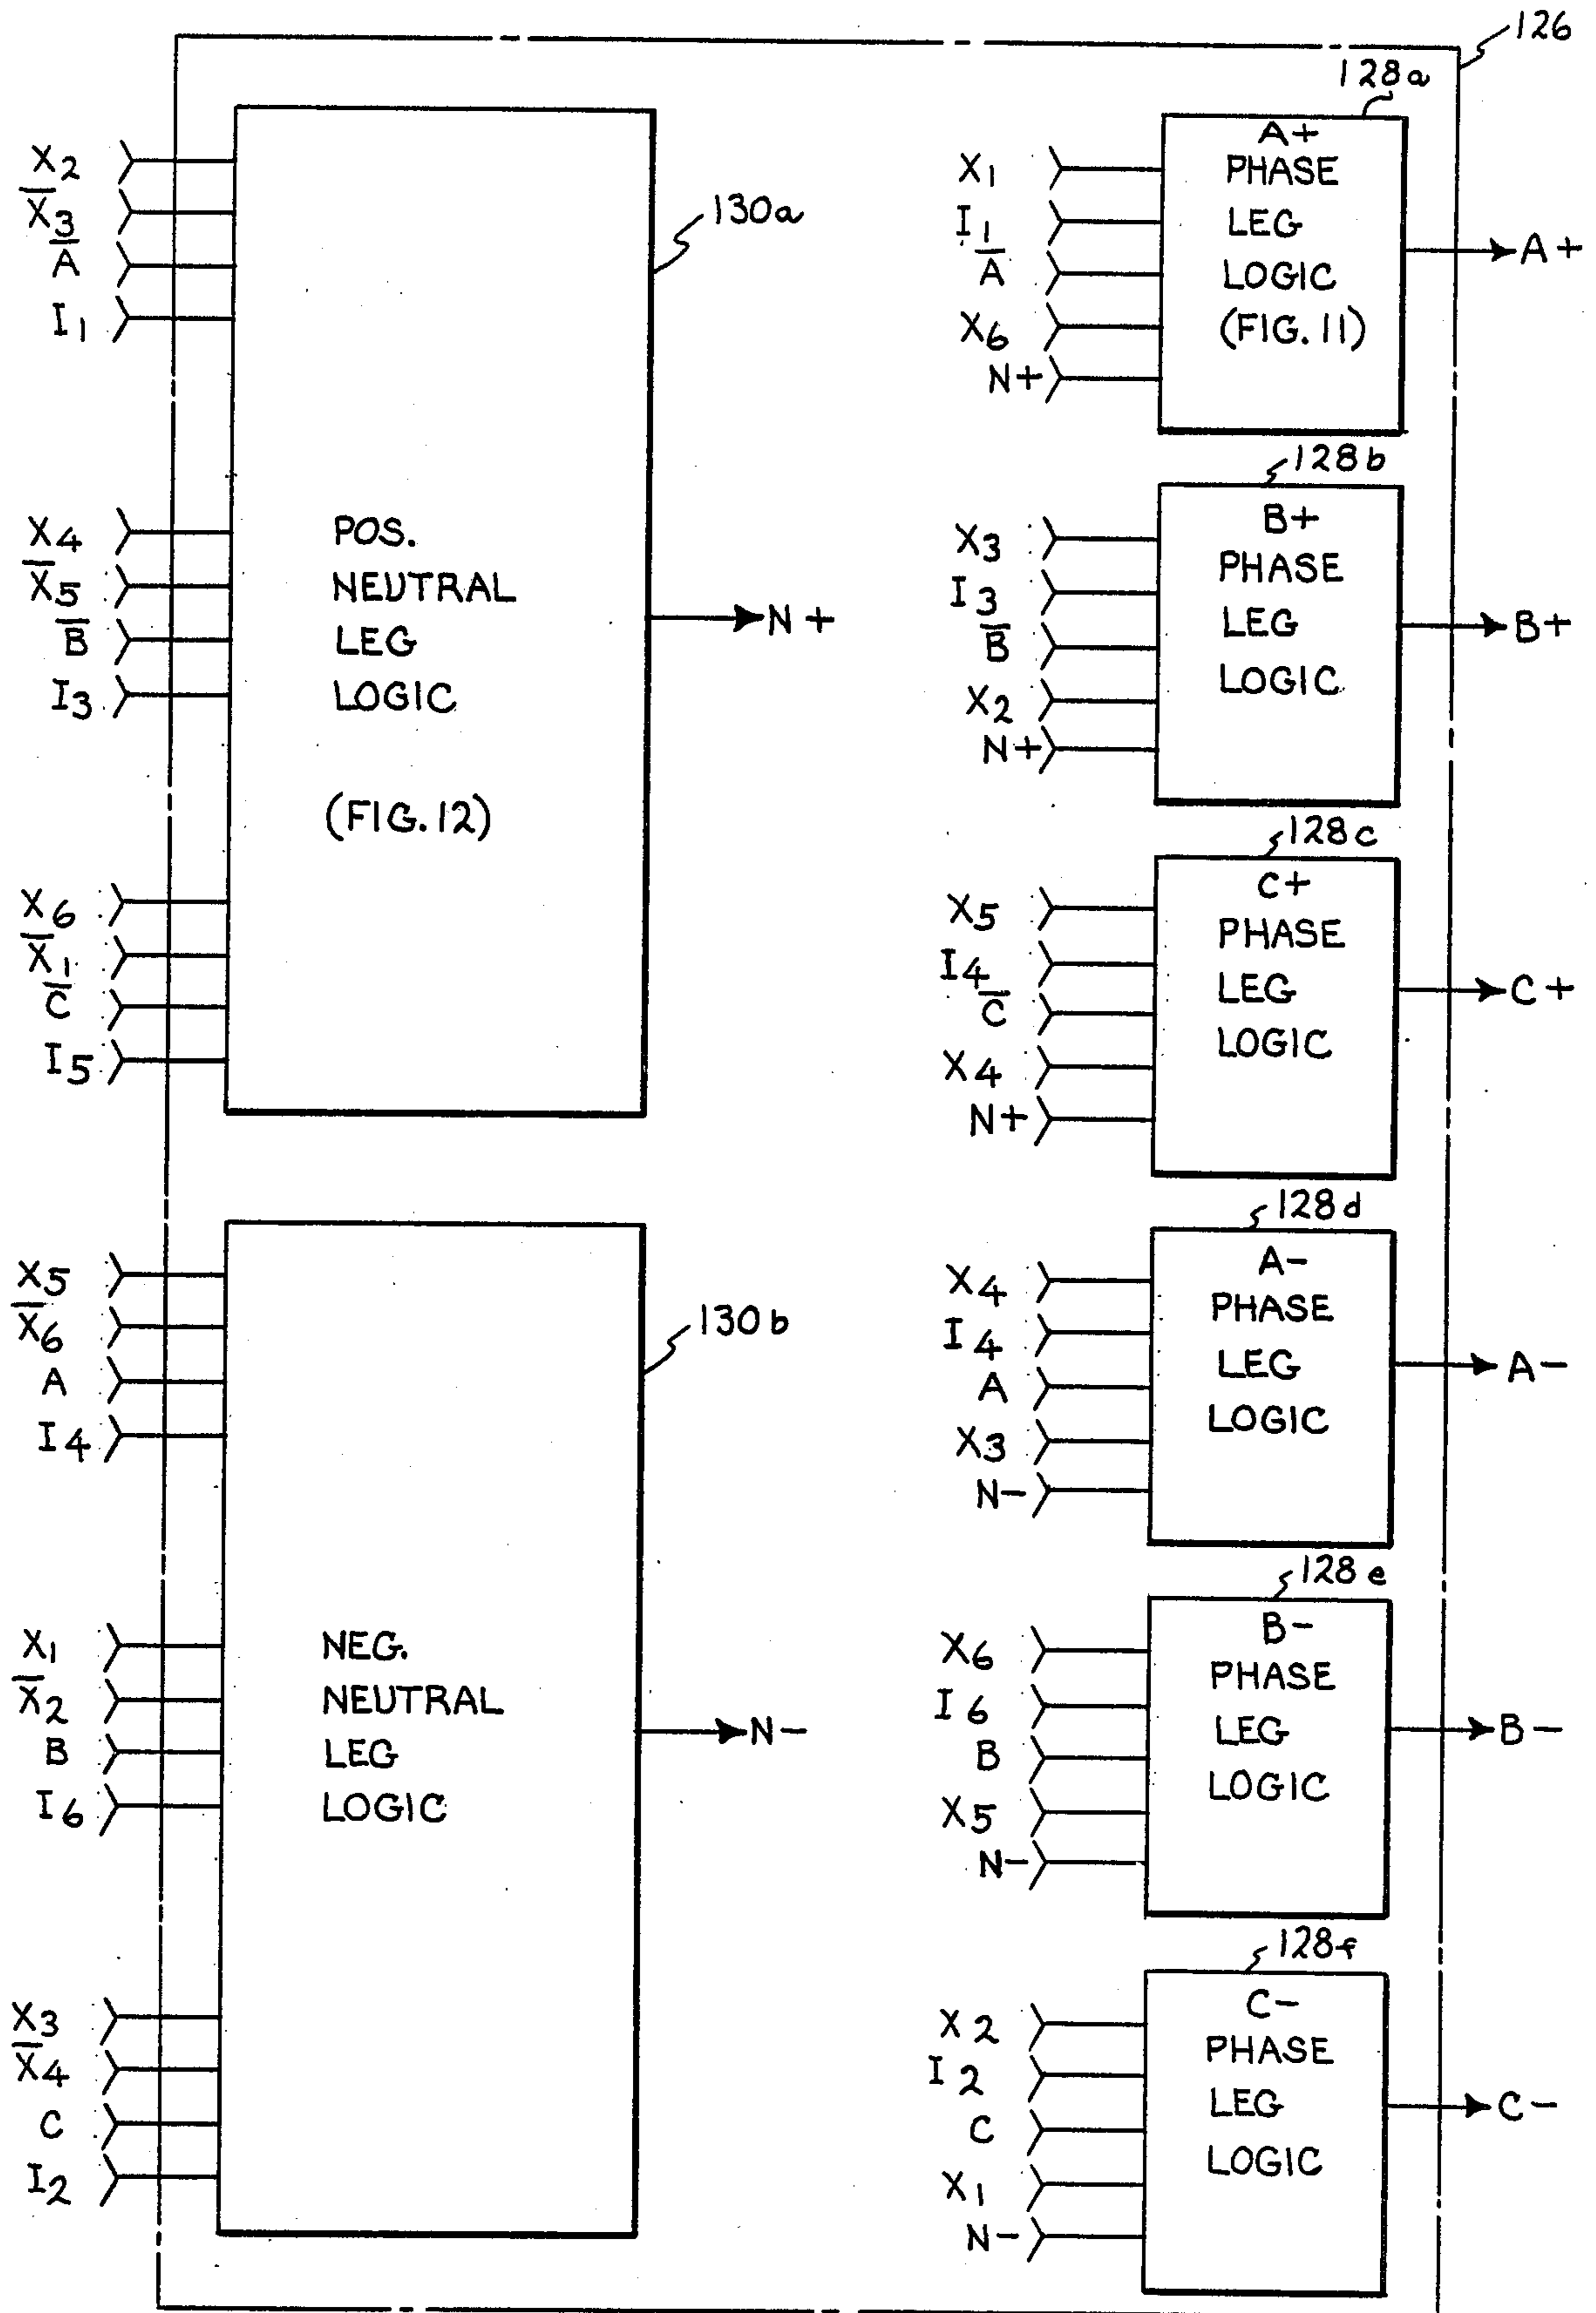 126
X2
X̅3
A̅
I1
X4
X̅5
B̅
I3
X6
X̅1
C̅
I5
POS.
NEUTRAL
LEG
LOGIC
(FIG. 12)
130a
N+
X5
X̅6
A
I4
X1
X̅2
B
I6
X3
X̅4
C
I2
NEG.
NEUTRAL
LEG
LOGIC
130b
N-
128a
X1
I1
A̅
X6
N+
A+
PHASE
LEG
LOGIC
(FIG. 11)
A+
128b
X3
I3
B̅
X2
N+
B+
PHASE
LEG
LOGIC
B+
128c
X5
I4
C̅
X4
N+
C+
PHASE
LEG
LOGIC
C+
128d
X4
I4
A
X3
N-
A-
PHASE
LEG
LOGIC
A-
128e
X6
I6
B
X5
N-
B-
PHASE
LEG
LOGIC
B-
128f
X2
I2
C
X1
N-
C-
PHASE
LEG
LOGIC
C-